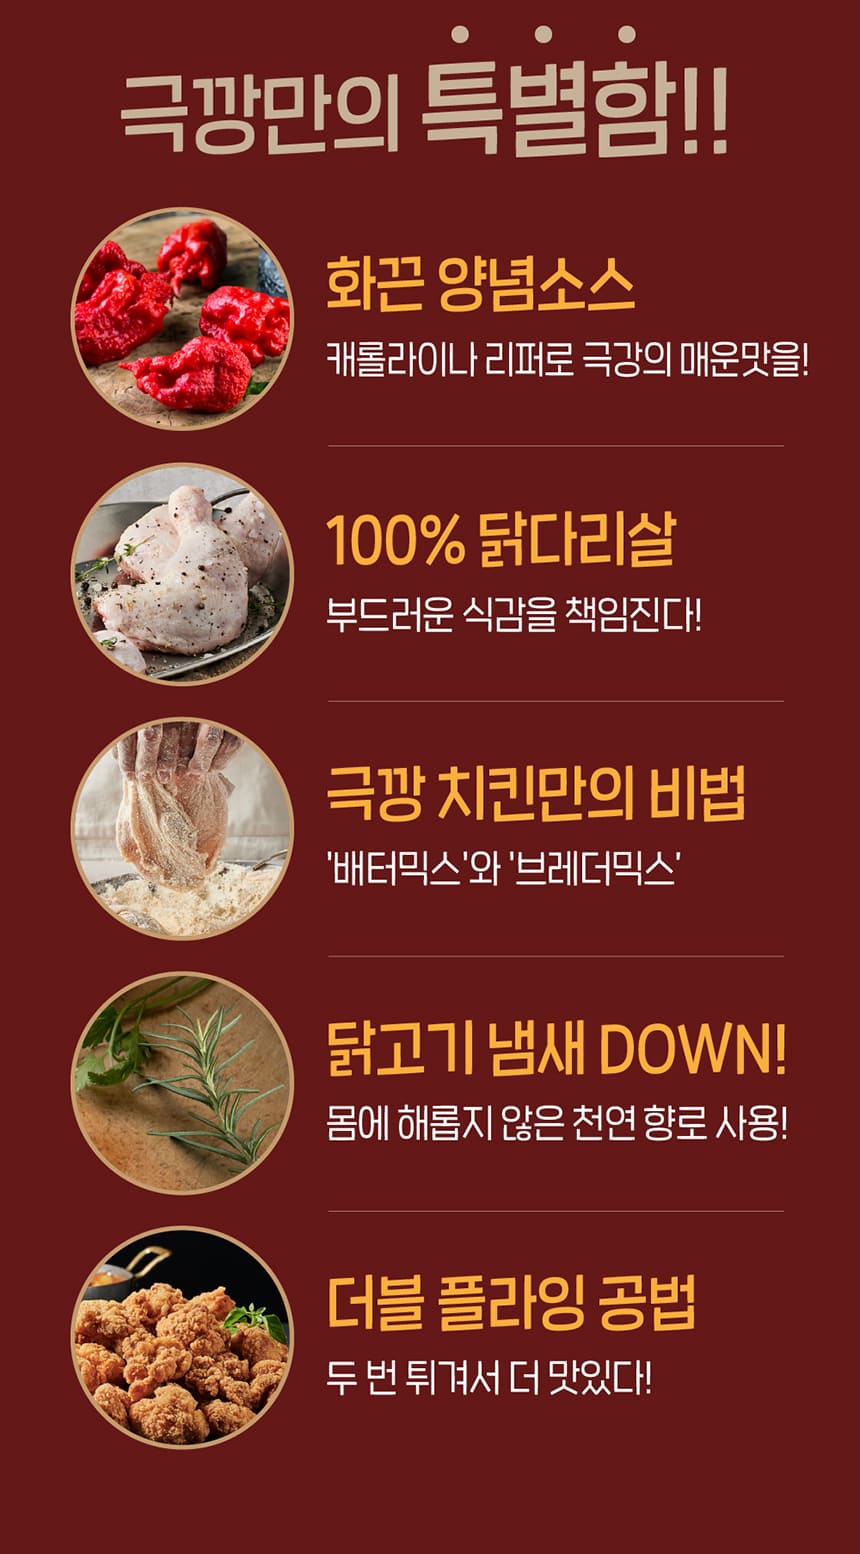 극깡만의 특별함!!
화끈 양념소스
캐롤라이나 리퍼로 극강의 매운맛을!
100% 닭다리살
부드러운 식감을 책임진다!
극깡 치킨만의 비법
'배터믹스'와 '브레더믹스'
닭고기 냄새 DOWN!
몸에 해롭지 않은 천연 향로 사용!
더블 플라잉 공법
두 번 튀겨서 더 맛있다!